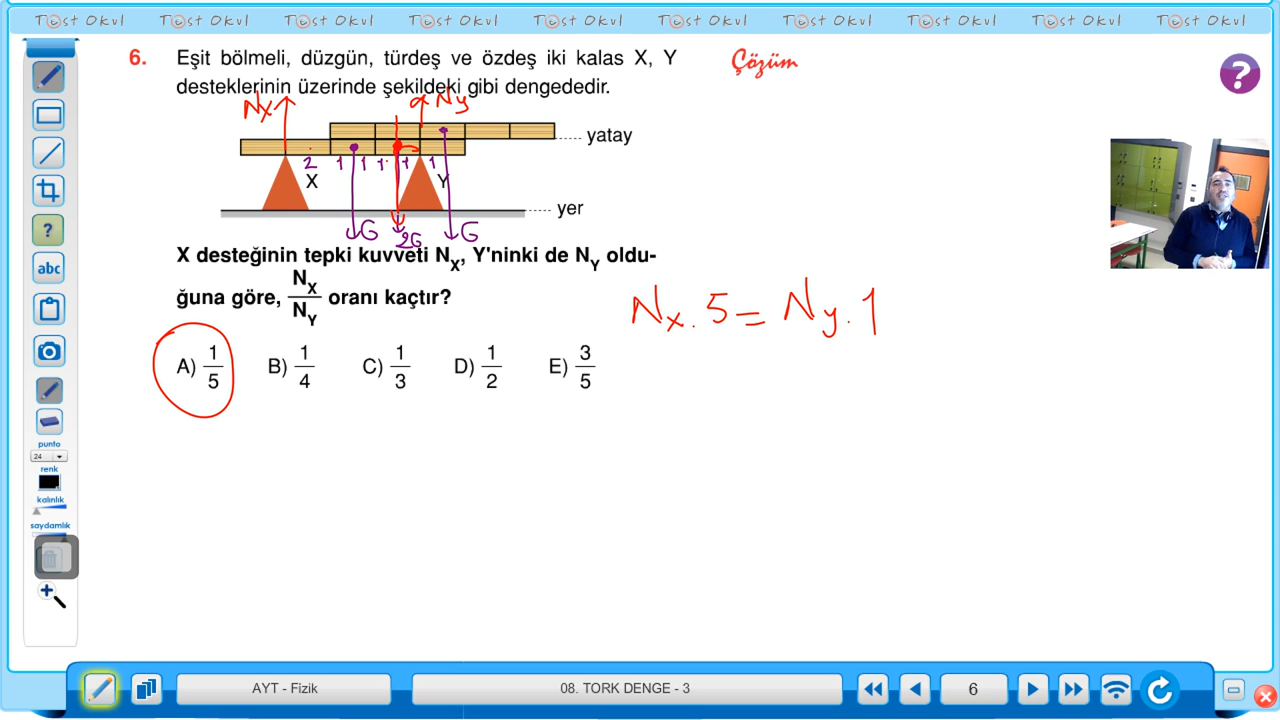 Test Okul Test Okul Test Okul Test Okul Test Okul Test Okul Test Okul Test Okul Test Okul Test Okul
6. Eşit bölmeli, düzgün, türdeş ve özdeş iki kalas X, Y
desteklerinin üzerinde şekildeki gibi dengededir.
Çözüm
?
Nx Ny
yatay
2 1 1 1 1 1
X Y
yer
G 2G G
X desteğinin tepki kuvveti NX, Y'ninki de NY oldu-
ğuna göre, NX/NY oranı kaçtır?
Nx . 5 = Ny . 1
A) 1/5 B) 1/4 C) 1/3 D) 1/2 E) 3/5
?
abc
punto
24
renk
kalınlık
saydamlık
AYT - Fizik
08. TORK DENGE - 3
6